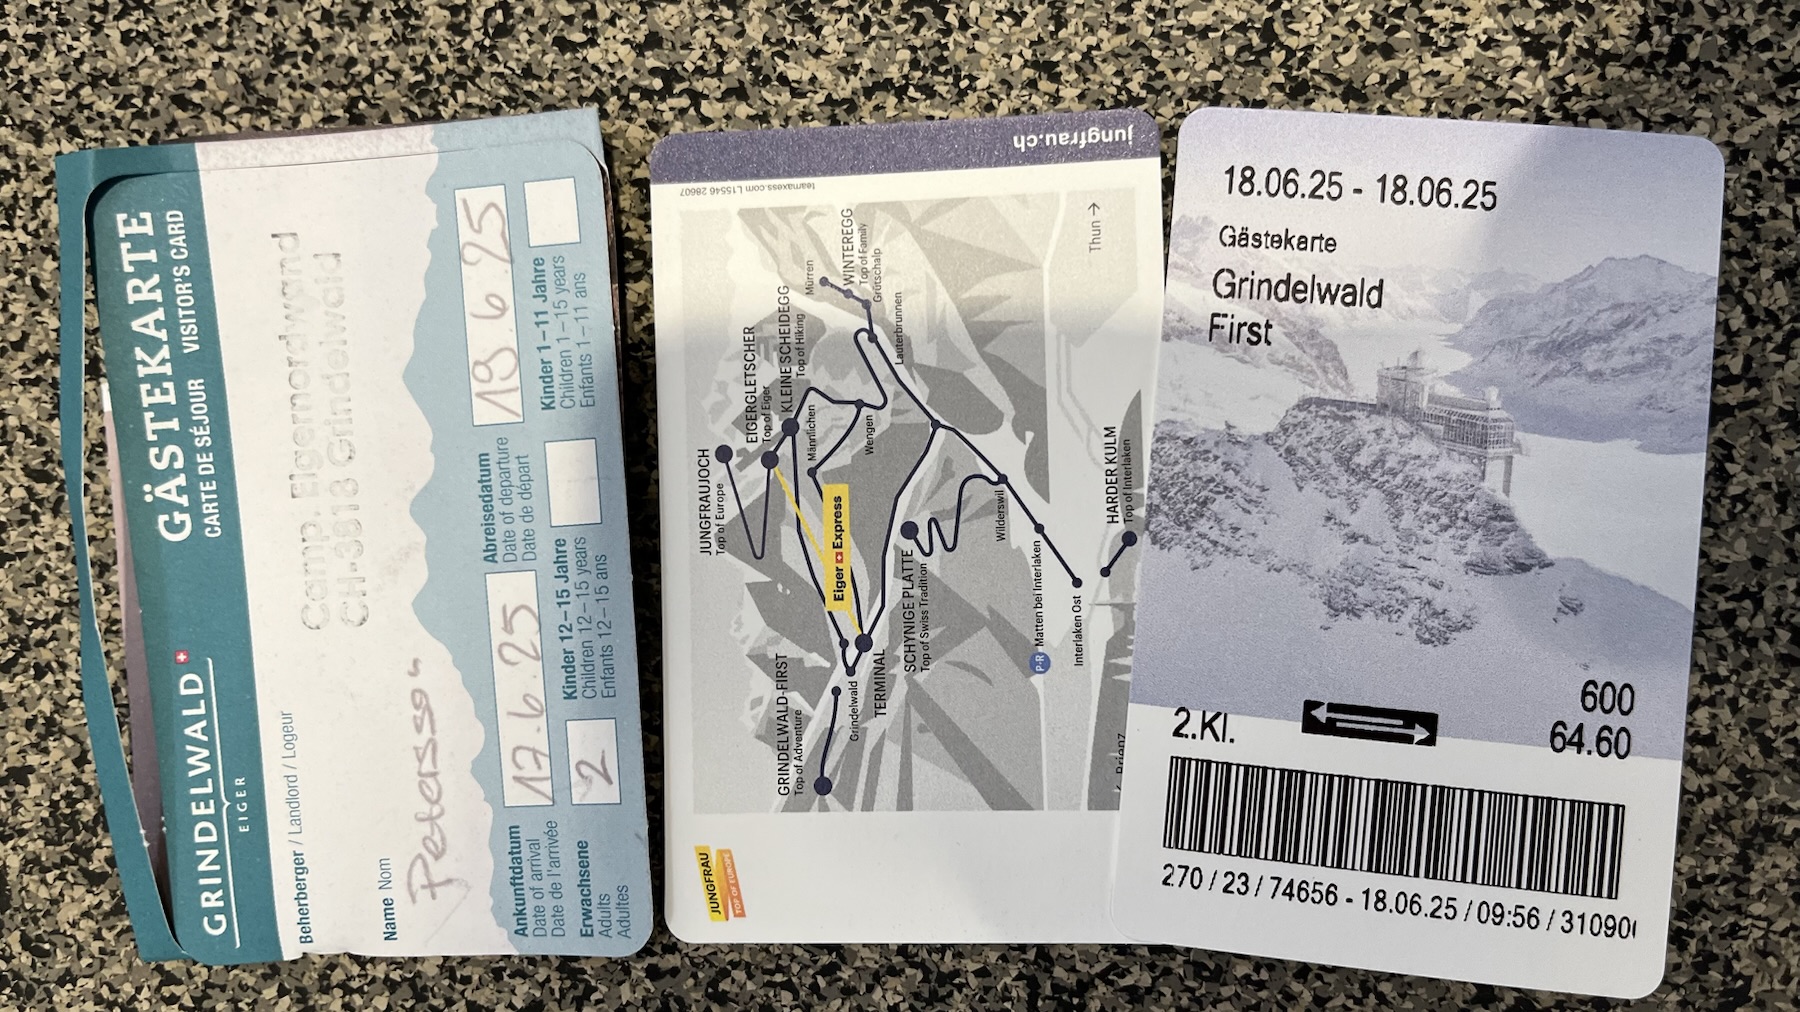 GÄSTEKARTE
CARTE DE SÉJOUR VISITOR'S CARD
GRINDELWALD
EIGER
Beherberger / Landlord / Logeur
Camp. Eigernordwand
CH-3818 Grindelwald
Name Nom
Petersson
Ankunftdatum
Date of arrival
Date de l'arrivée
17.6.25
Abreisedatum
Date of departure
Date de départ
19.6.25
Erwachsene
Adults
Adultes
2
Kinder 12–15 Jahre
Children 12–15 years
Enfants 12–15 ans
Kinder 1–11 Jahre
Children 1–15 years
Enfants 1–11 ans
jungfrau.ch
teamaxess.com L15546 28607
JUNGFRAUJOCH
Top of Europe
EIGERGLETSCHER
Top of Eiger
KLEINE SCHEIDEGG
Top of Hiking
Mürren
WINTEREGG
Top of Family
Grütschalp
Lauterbrunnen
Männlichen
Wengen
Eiger Express
GRINDELWALD-FIRST
Top of Adventure
Grindelwald
TERMINAL
SCHYNIGE PLATTE
Top of Swiss Tradition
Wilderswil
P+R Matten bei Interlaken
Interlaken Ost
HARDER KULM
Top of Interlaken
Thun →
Brienz
JUNGFRAU
TOP OF EUROPE
18.06.25 - 18.06.25
Gästekarte
Grindelwald
First
600
2.Kl.
64.60
270 / 23 / 74656 - 18.06.25 / 09:56 / 31090